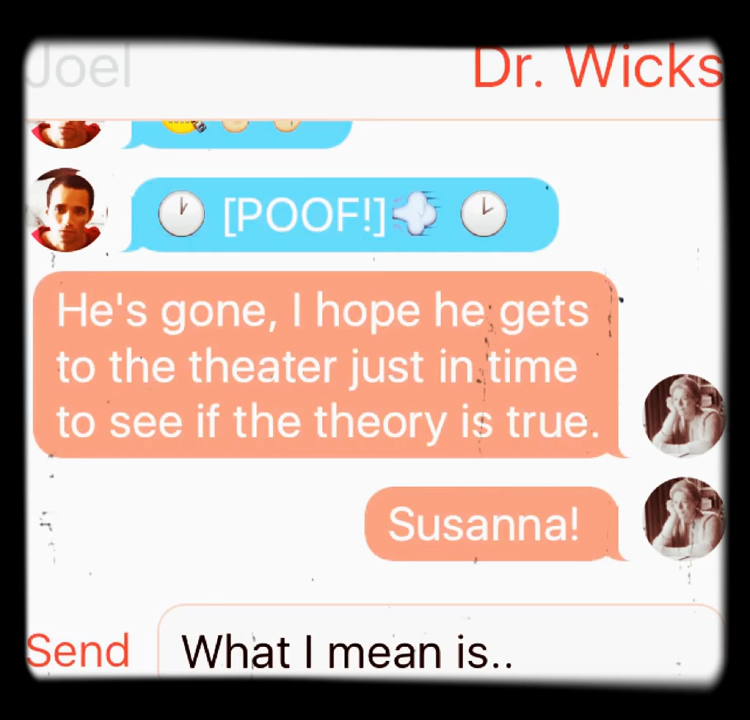 Joel
Dr. Wicks
[POOF!]
He's gone, I hope he gets
to the theater just in time
to see if the theory is true.
Susanna!
Send
What I mean is..